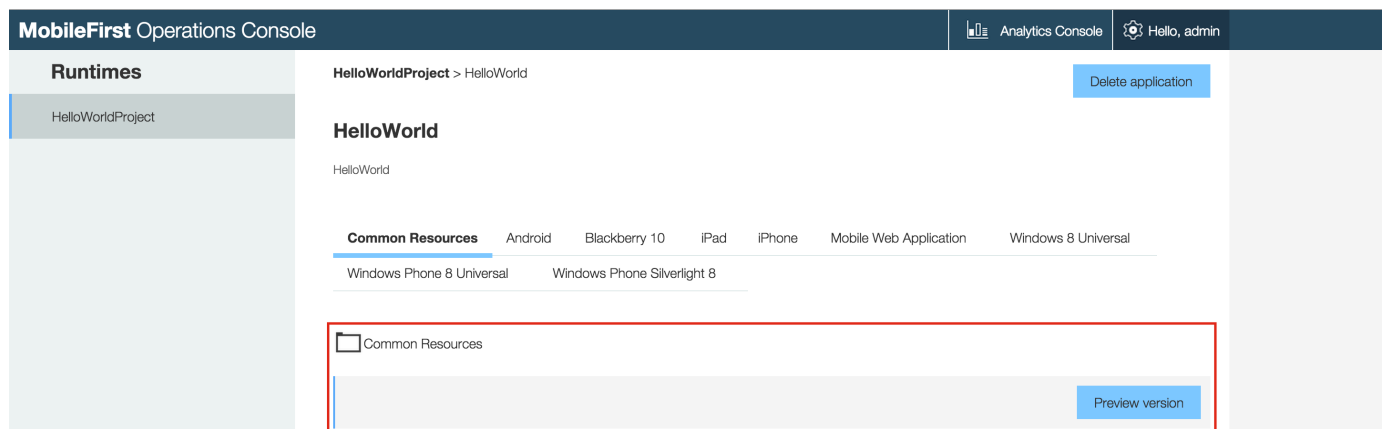 MobileFirst Operations Console
Analytics Console
Hello, admin
Runtimes
HelloWorldProject
HelloWorldProject > HelloWorld
Delete application
HelloWorld
HelloWorld
Common Resources Android Blackberry 10 iPad iPhone Mobile Web Application Windows 8 Universal
Windows Phone 8 Universal Windows Phone Silverlight 8
Common Resources
Preview version